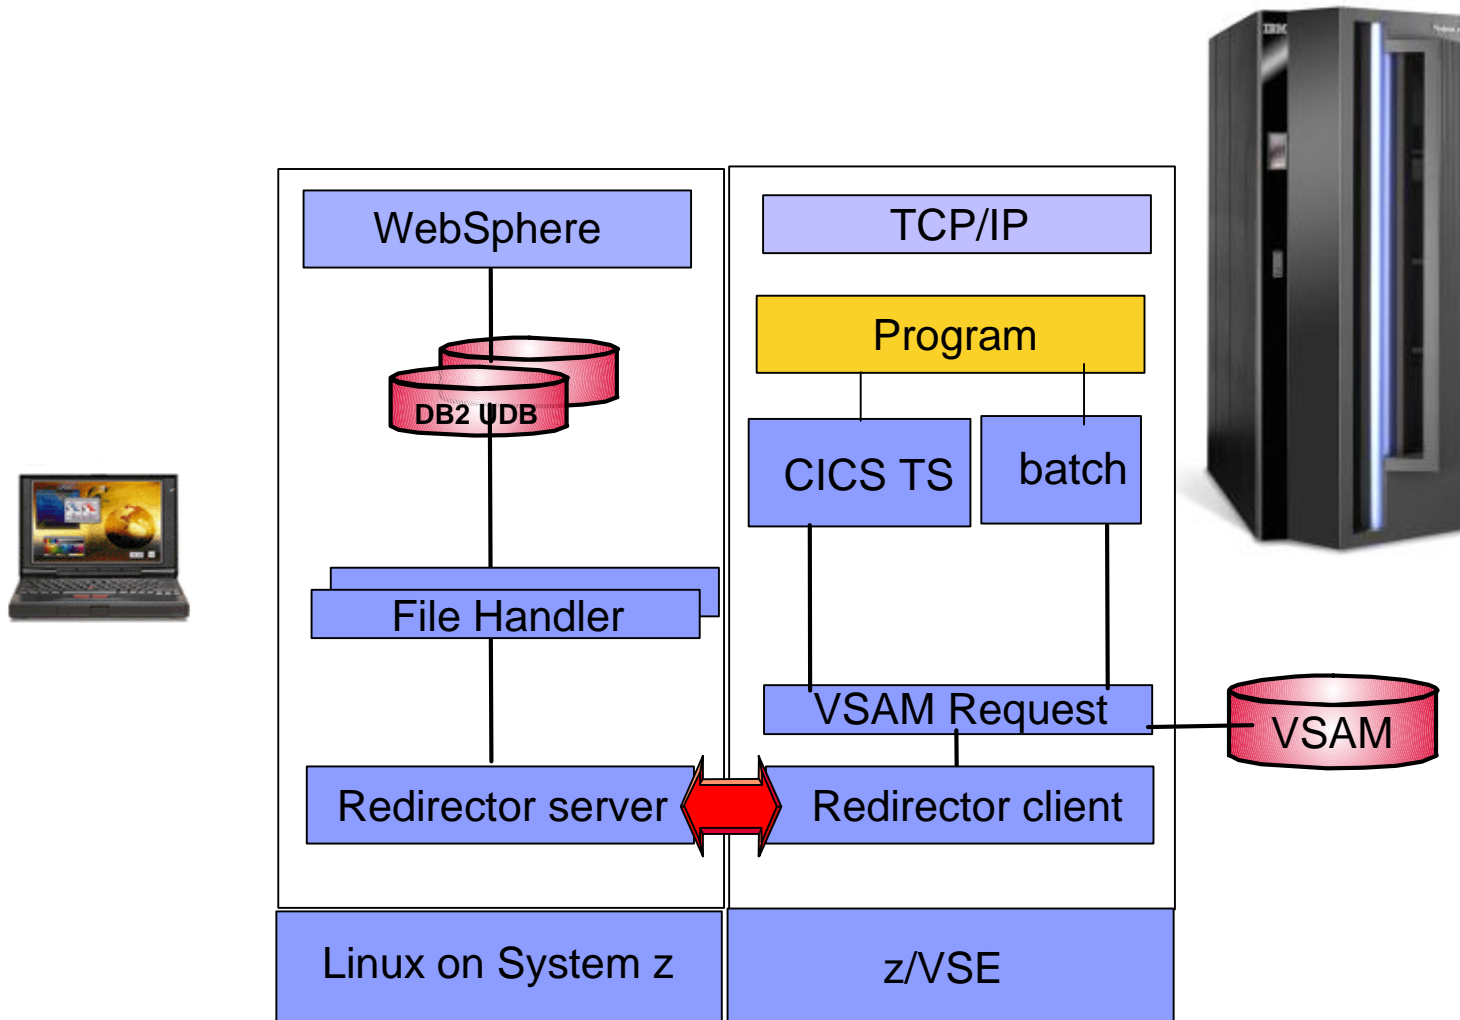 IBM
WebSphere
TCP/IP
Program
DB2 UDB
CICS TS
batch
File Handler
VSAM Request
VSAM
Redirector server
Redirector client
Linux on System z
z/VSE